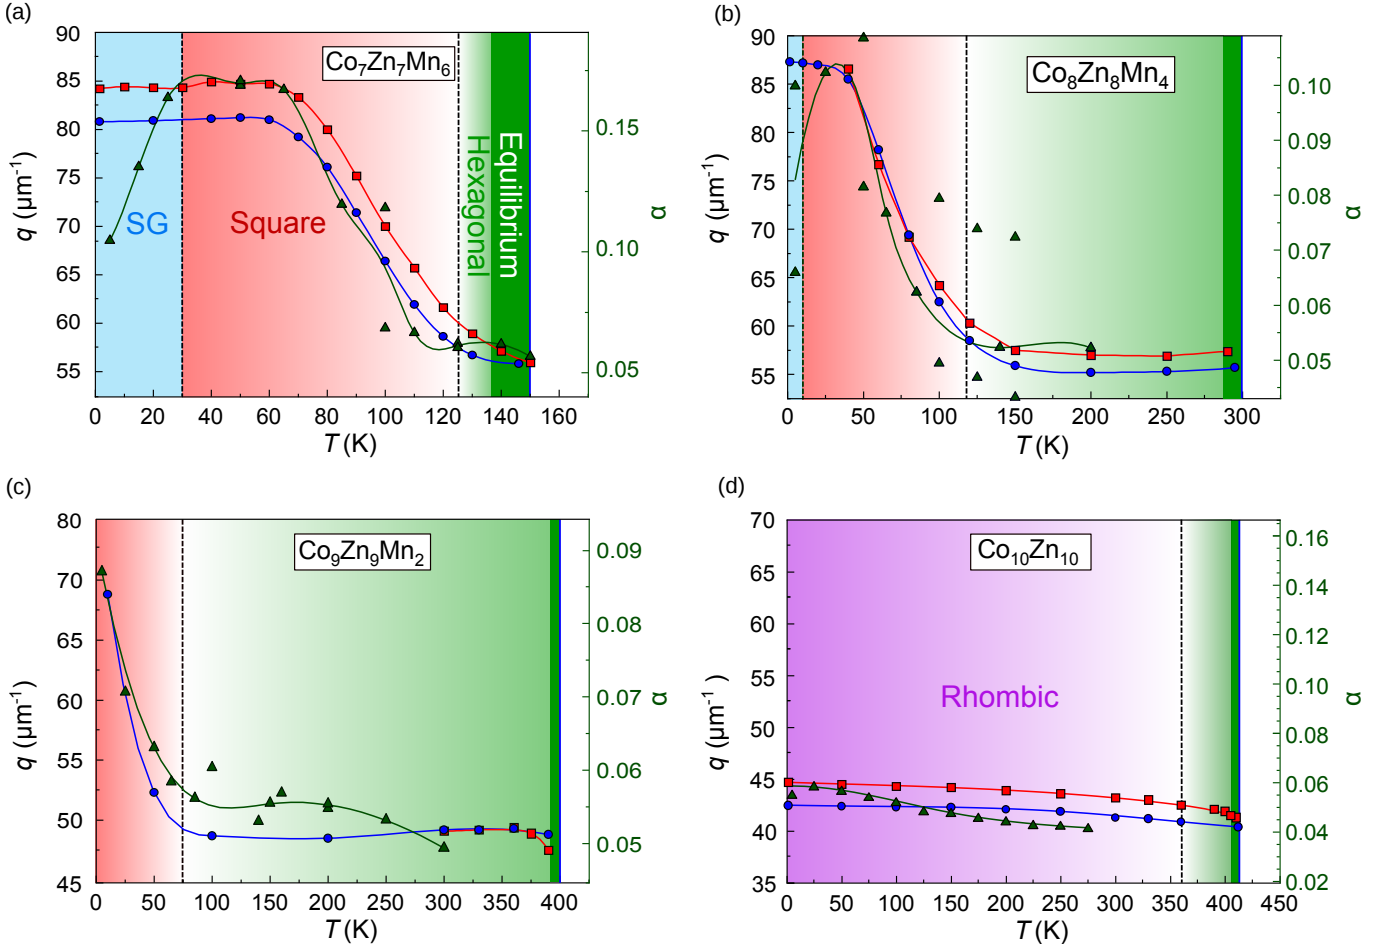 (a)
90
85
80
75
70
65
60
55
q (μm⁻¹)
Co₇Zn₇Mn₆
SG
Square
Hexagonal
Equilibrium
0.15
0.10
0.05
α
0 20 40 60 80 100 120 140 160
T (K)
(b)
90
85
80
75
70
65
60
55
q (μm⁻¹)
Co₈Zn₈Mn₄
0.10
0.09
0.08
0.07
0.06
0.05
α
0 50 100 150 200 250 300
T (K)
(c)
80
70
65
60
55
50
45
q (μm⁻¹)
Co₉Zn₉Mn₂
0.09
0.08
0.07
0.06
0.05
α
0 50 100 150 200 250 300 350 400
T (K)
(d)
70
65
60
55
50
45
40
35
q (μm⁻¹)
Co₁₀Zn₁₀
Rhombic
0.16
0.14
0.12
0.10
0.08
0.06
0.04
0.02
α
0 50 100 150 200 250 300 350 400 450
T (K)